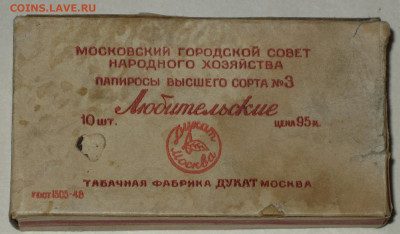 COINS.LAVE.RU
МОСКОВСКИЙ ГОРОДСКОЙ СОВЕТ
НАРОДНОГО ХОЗЯЙСТВА
ПАПИРОСЫ ВЫСШЕГО СОРТА №3
Любительские
10 ШТ.
ЦЕНА 95 К.
ДУКАТ
МОСКВА
ТАБАЧНАЯ ФАБРИКА ДУКАТ МОСКВА
ГОСТ 1505-48